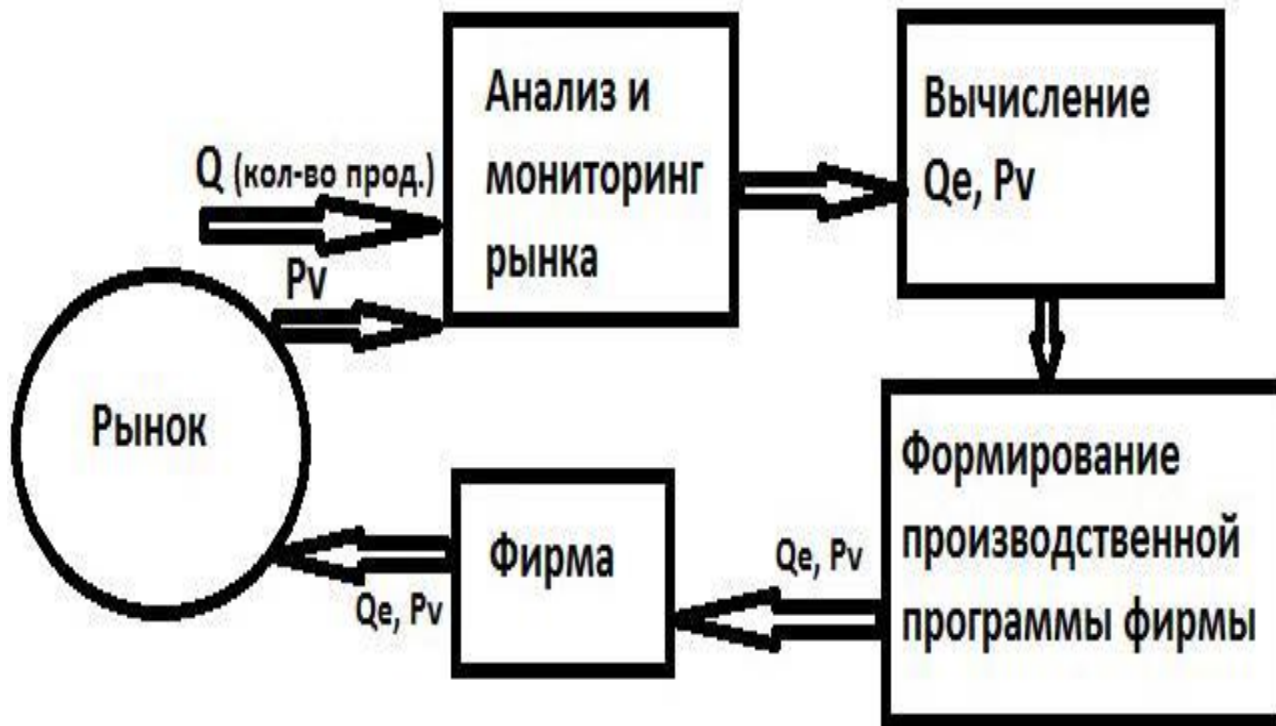 Анализ и
мониторинг
рынка
Вычисление
Qe, Pv
Q (кол-во прод.)
Pv
Рынок
Фирма
Qe, Pv
Qe, Pv
Формирование
производственной
программы фирмы